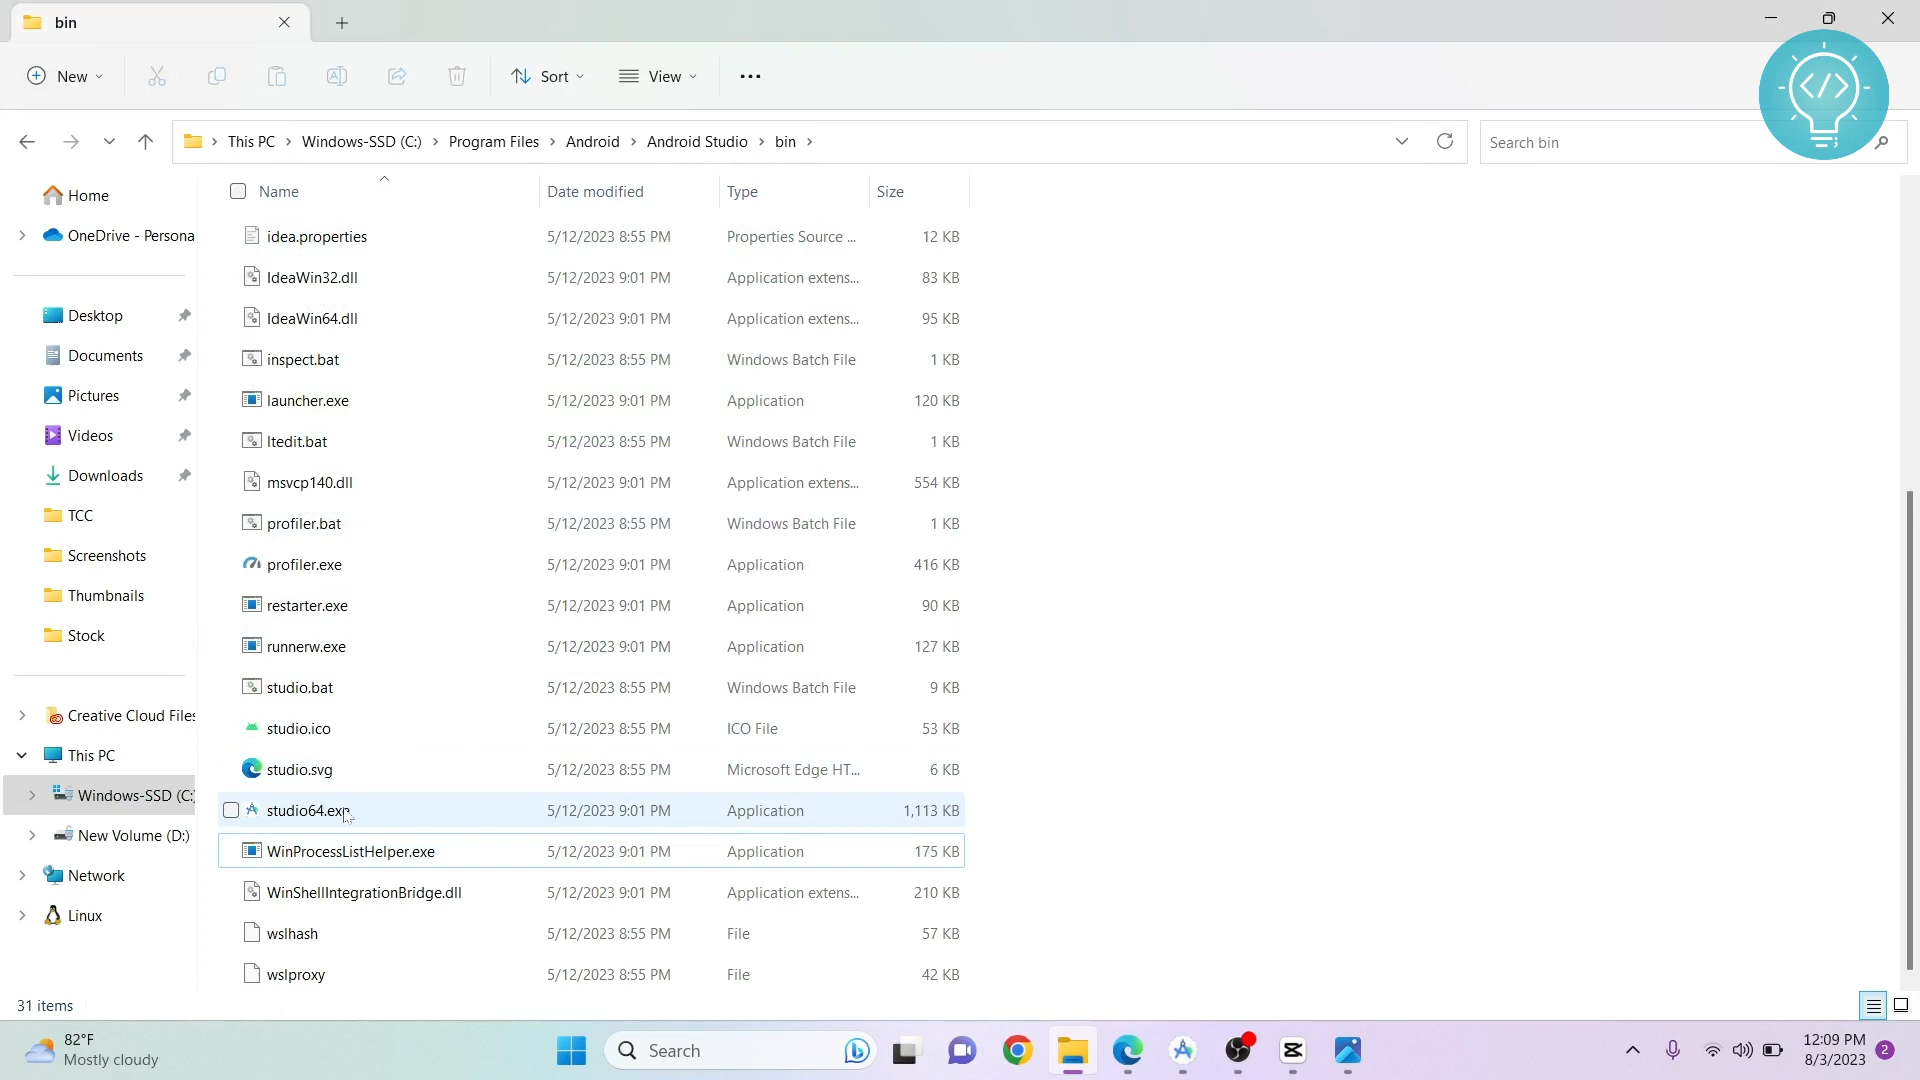 bin
New
Sort
View
This PC
Windows-SSD (C:)
Program Files
Android
Android Studio
bin
Search bin
Name
Date modified
Type
Size
Home
OneDrive - Persona
Desktop
Documents
Pictures
Videos
Downloads
TCC
Screenshots
Thumbnails
Stock
Creative Cloud Files
This PC
Windows-SSD (C:
New Volume (D:)
Network
Linux
idea.properties 5/12/2023 8:55 PM Properties Source ... 12 KB
IdeaWin32.dll 5/12/2023 9:01 PM Application extens... 83 KB
IdeaWin64.dll 5/12/2023 9:01 PM Application extens... 95 KB
inspect.bat 5/12/2023 8:55 PM Windows Batch File 1 KB
launcher.exe 5/12/2023 9:01 PM Application 120 KB
ltedit.bat 5/12/2023 8:55 PM Windows Batch File 1 KB
msvcp140.dll 5/12/2023 9:01 PM Application extens... 554 KB
profiler.bat 5/12/2023 8:55 PM Windows Batch File 1 KB
profiler.exe 5/12/2023 9:01 PM Application 416 KB
restarter.exe 5/12/2023 9:01 PM Application 90 KB
runnerw.exe 5/12/2023 9:01 PM Application 127 KB
studio.bat 5/12/2023 8:55 PM Windows Batch File 9 KB
studio.ico 5/12/2023 8:55 PM ICO File 53 KB
studio.svg 5/12/2023 8:55 PM Microsoft Edge HT... 6 KB
studio64.exe 5/12/2023 9:01 PM Application 1,113 KB
WinProcessListHelper.exe 5/12/2023 9:01 PM Application 175 KB
WinShellIntegrationBridge.dll 5/12/2023 9:01 PM Application extens... 210 KB
wslhash 5/12/2023 8:55 PM File 57 KB
wslproxy 5/12/2023 8:55 PM File 42 KB
31 items
82°F
Mostly cloudy
Search
12:09 PM
8/3/2023
2